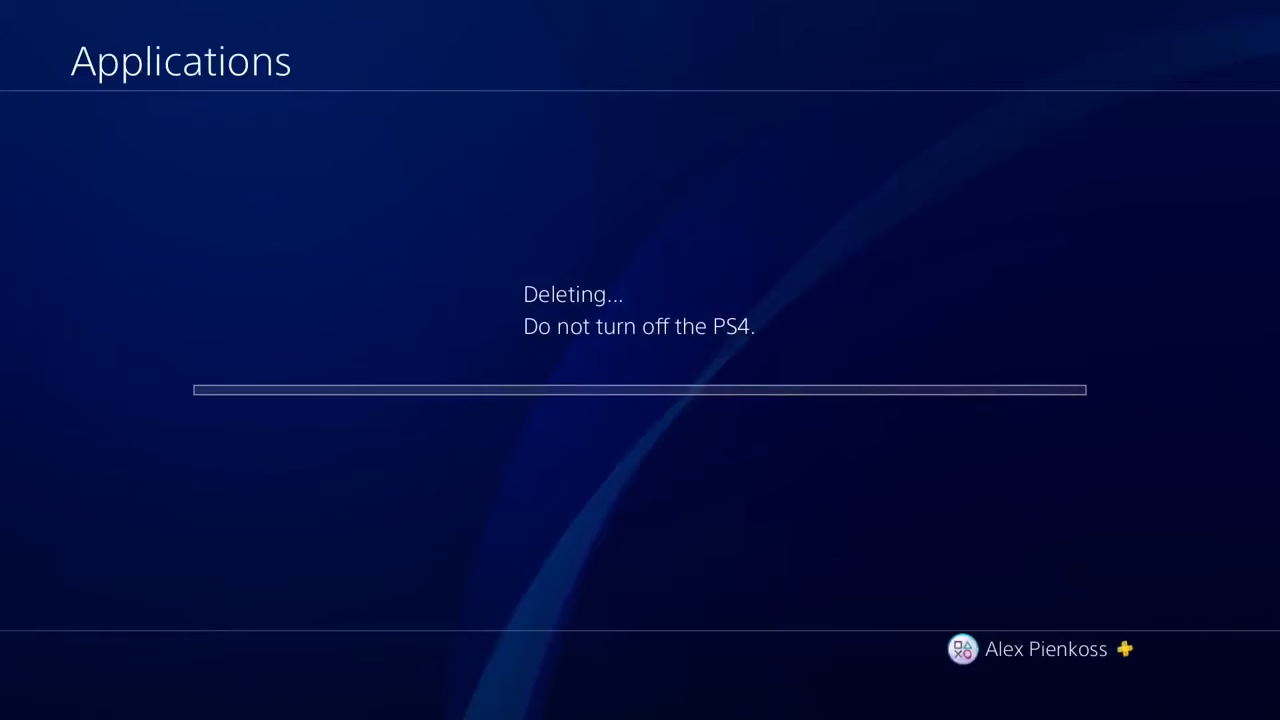 Applications
Deleting...
Do not turn off the PS4.
Alex Pienkoss